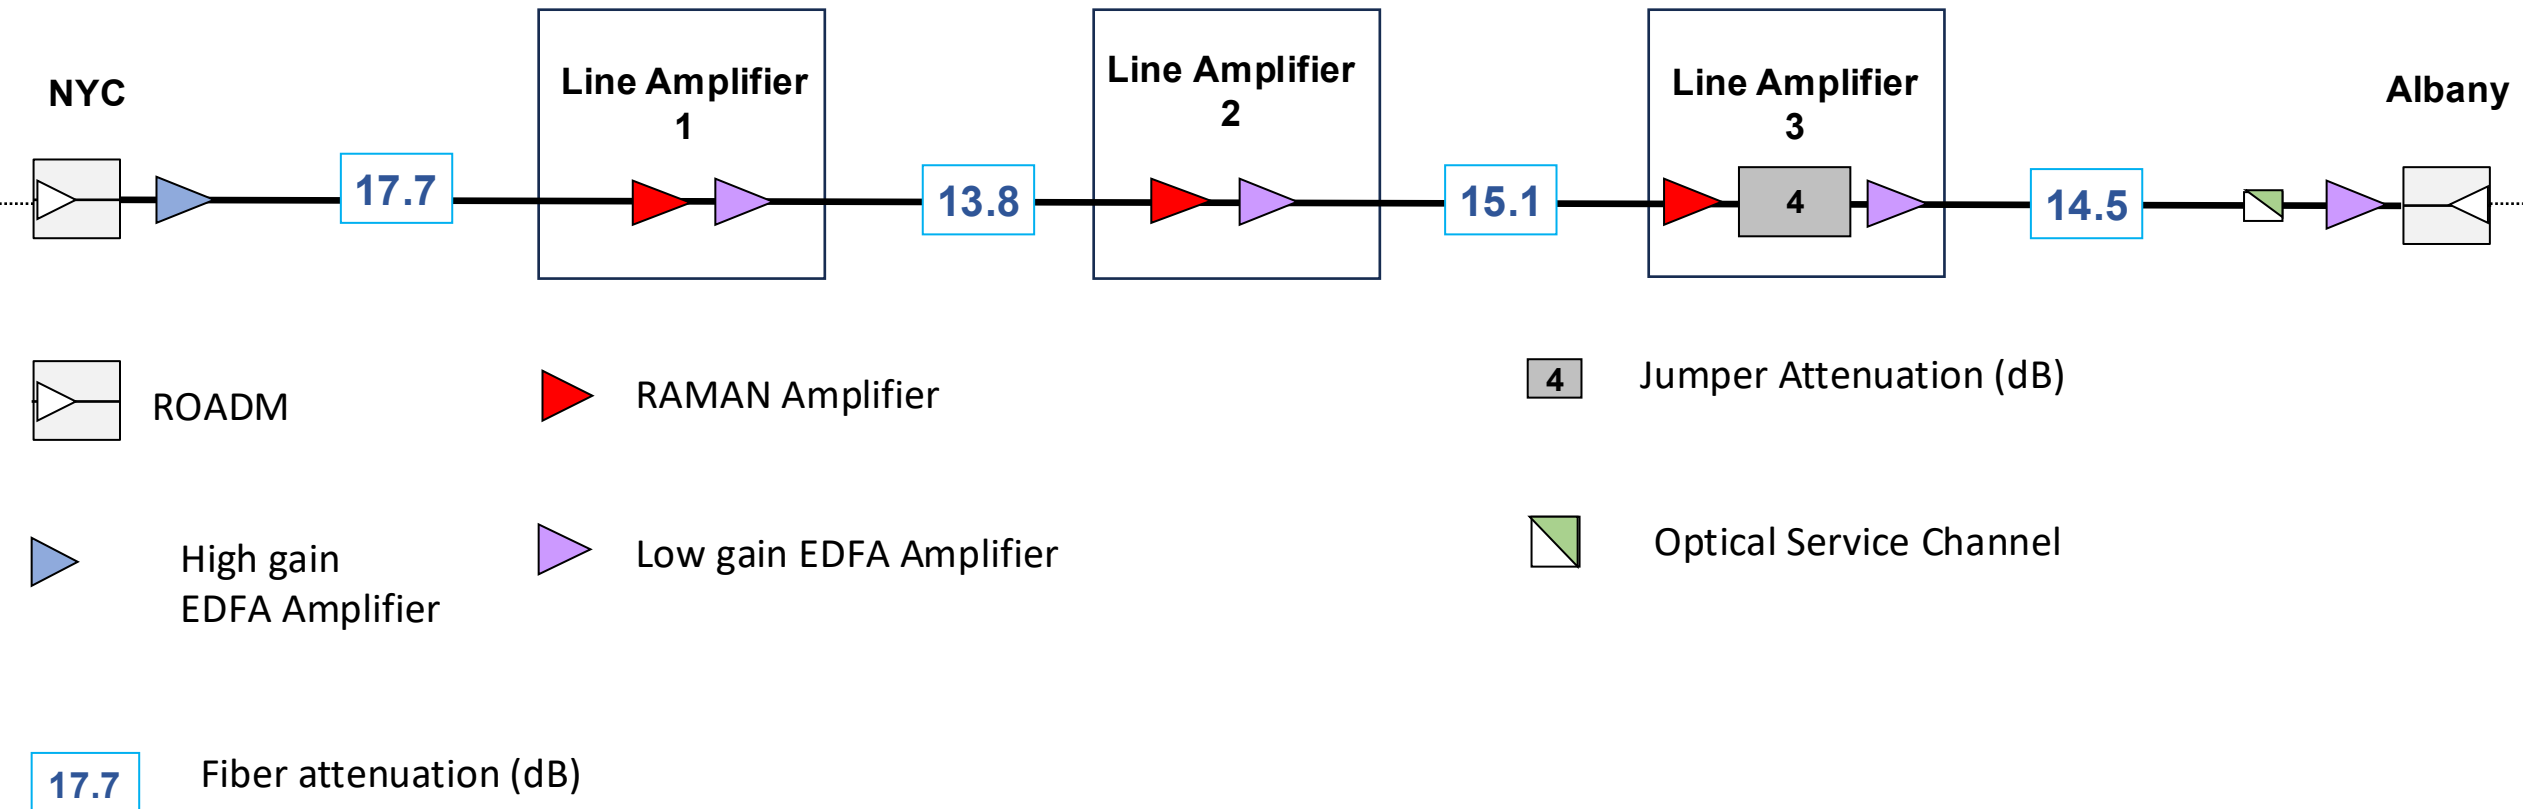 NYC
Line Amplifier
1
Line Amplifier
2
Line Amplifier
3
Albany
17.7
13.8
15.1
4
14.5
ROADM
RAMAN Amplifier
4
Jumper Attenuation (dB)
High gain
EDFA Amplifier
Low gain EDFA Amplifier
Optical Service Channel
17.7
Fiber attenuation (dB)